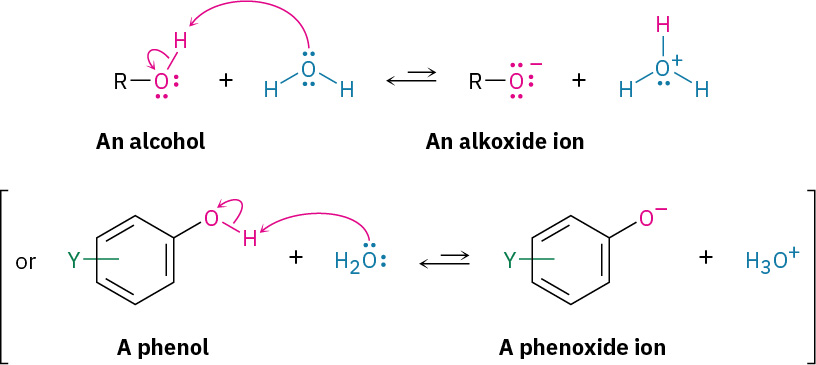 H H
R—O: + H O H ⇌ R—O:⁻ + H O⁺ H
An alcohol An alkoxide ion
or Y O H + H₂O: ⇌ Y O⁻ + H₃O⁺
A phenol A phenoxide ion